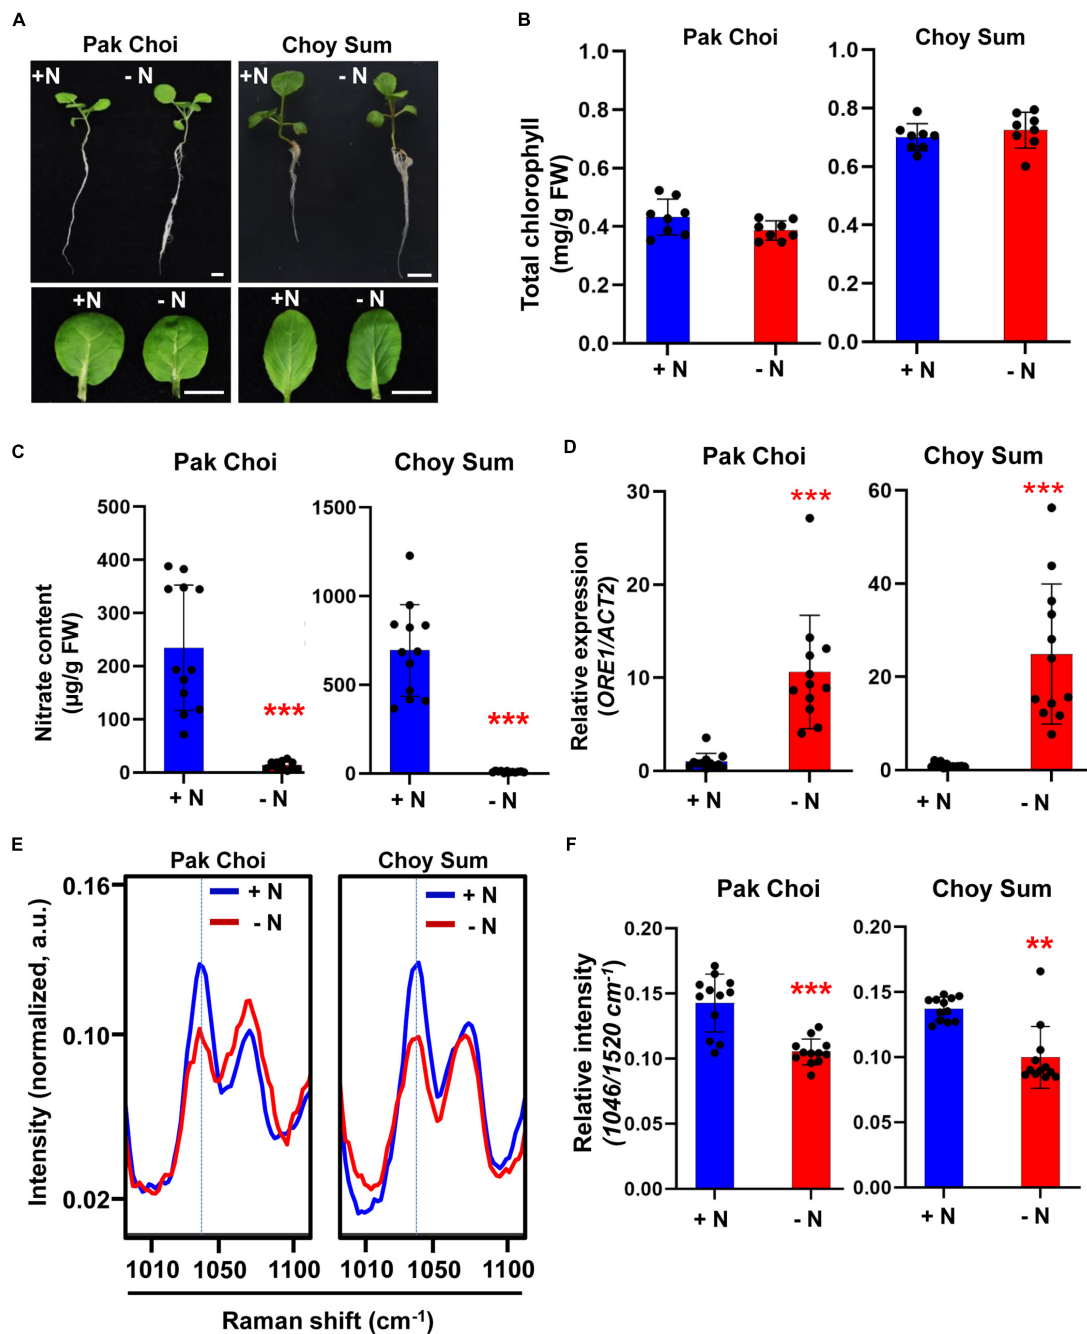 A
Pak Choi
Choy Sum
+N
- N
+N
- N
+N
- N
+N
- N
B
Pak Choi
Choy Sum
Total chlorophyll
(mg/g FW)
1.0
0.8
0.6
0.4
0.2
0.0
+ N
- N
1.0
0.8
0.6
0.4
0.2
0.0
+ N
- N
C
Pak Choi
Choy Sum
Nitrate content
(µg/g FW)
500
400
300
200
100
0
***
+ N
- N
1500
1000
500
0
***
+ N
- N
D
Pak Choi
Choy Sum
Relative expression
(ORE1/ACT2)
30
20
10
0
***
+ N
- N
60
40
20
0
***
+ N
- N
E
Pak Choi
Choy Sum
Intensity (normalized, a.u.)
0.16
0.10
0.02
+ N
- N
+ N
- N
1010
1050
1100
1010
1050
1100
Raman shift (cm⁻¹)
F
Pak Choi
Choy Sum
Relative intensity
(1046/1520 cm⁻¹)
0.20
0.15
0.10
0.05
0.00
***
+ N
- N
0.20
0.15
0.10
0.05
0.00
**
+ N
- N